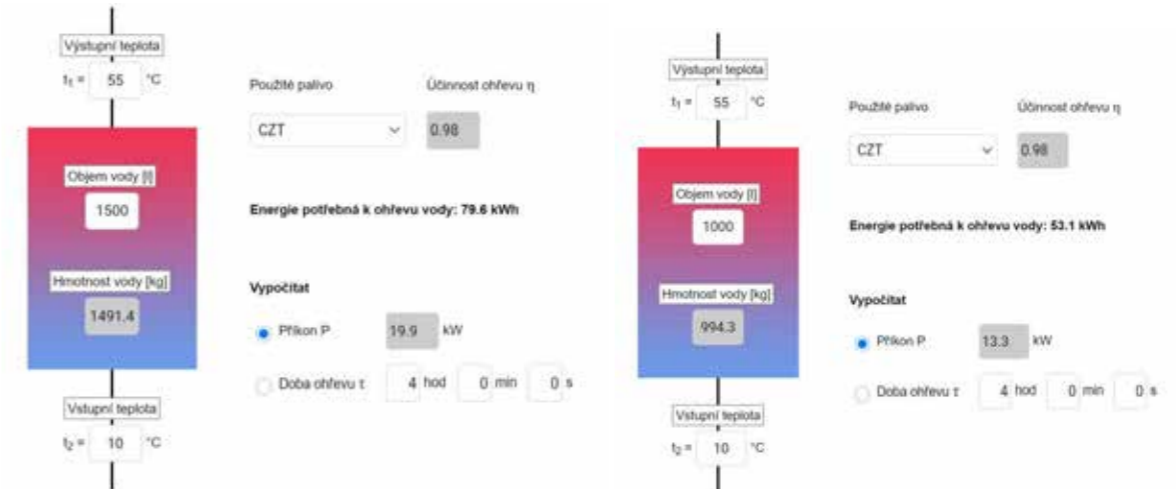 Výstupní teplota
t₁ = 55 °C
Použité palivo Účinnost ohřevu η
CZT 0.98
Objem vody [l]
1500
Energie potřebná k ohřevu vody: 79.6 kWh
Hmotnost vody [kg]
1491.4
Vypočítat
Příkon P 19.9 kW
Doba ohřevu τ 4 hod 0 min 0 s
Vstupní teplota
t₂ = 10 °C
Výstupní teplota
t₁ = 55 °C
Použité palivo Účinnost ohřevu η
CZT 0.98
Objem vody [l]
1000
Energie potřebná k ohřevu vody: 53.1 kWh
Hmotnost vody [kg]
994.3
Vypočítat
Příkon P 13.3 kW
Doba ohřevu τ 4 hod 0 min 0 s
Vstupní teplota
t₂ = 10 °C